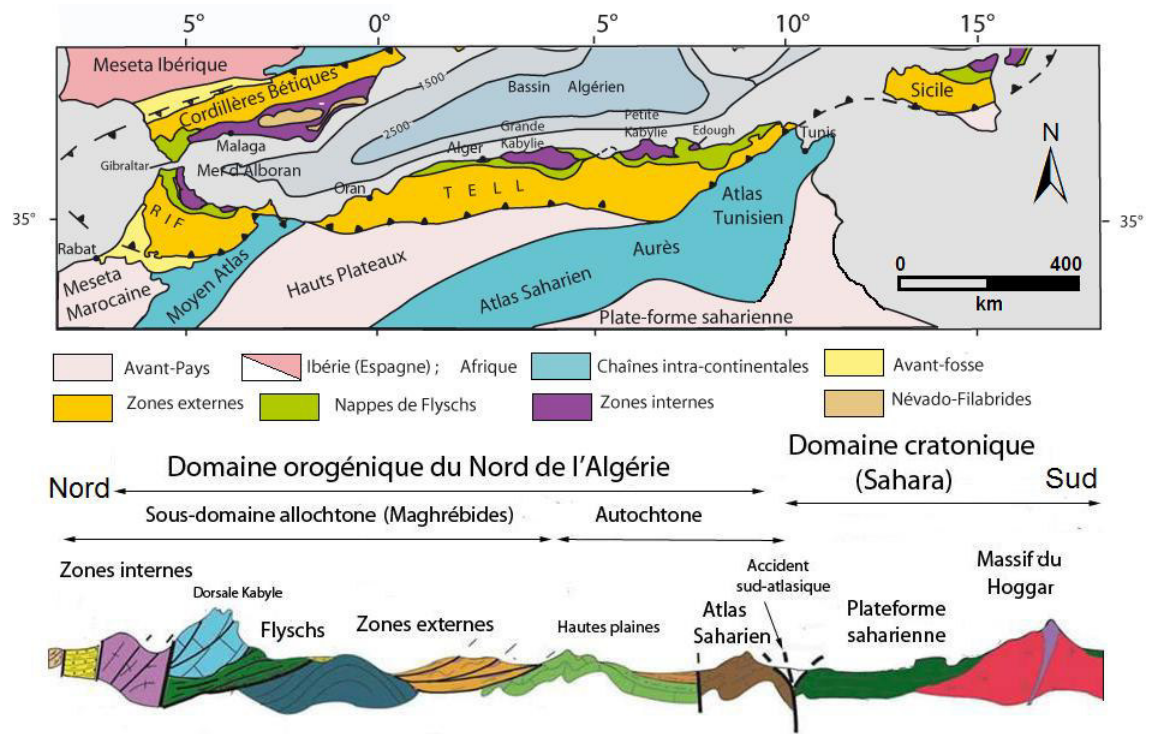 5° 0° 5° 10° 15°
Meseta Ibérique
Cordillères Bétiques
1500
Bassin Algérien
2500
Sicile
Malaga
Gibraltar
Mer d'Alboran
Alger
Grande
Kabylie
Petite
Kabylie
Edough
Tunis
N
Oran
TELL
RIF
Atlas
Tunisien
35° 35°
Rabat
Meseta
Marocaine
Moyen Atlas
Hauts Plateaux
Aurès
Atlas Saharien
Plate-forme saharienne
0 400
km
Avant-Pays
Ibérie (Espagne) ; Afrique
Chaînes intra-continentales
Avant-fosse
Zones externes
Nappes de Flyschs
Zones internes
Névado-Filabrides
Domaine orogénique du Nord de l'Algérie
Domaine cratonique
(Sahara)
Nord
Sud
Sous-domaine allochtone (Maghrébides)
Autochtone
Zones internes
Dorsale Kabyle
Flyschs
Zones externes
Hautes plaines
Atlas
Saharien
Accident
sud-atlasique
Plateforme
saharienne
Massif du
Hoggar